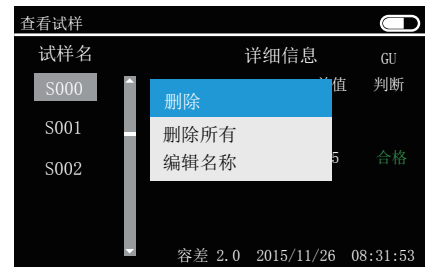 查看试样
试样名 详细信息 GU
S000 值 判断
删除
S001 删除所有
编辑名称 5 合格
S002
容差 2.0 2015/11/26 08:31:53